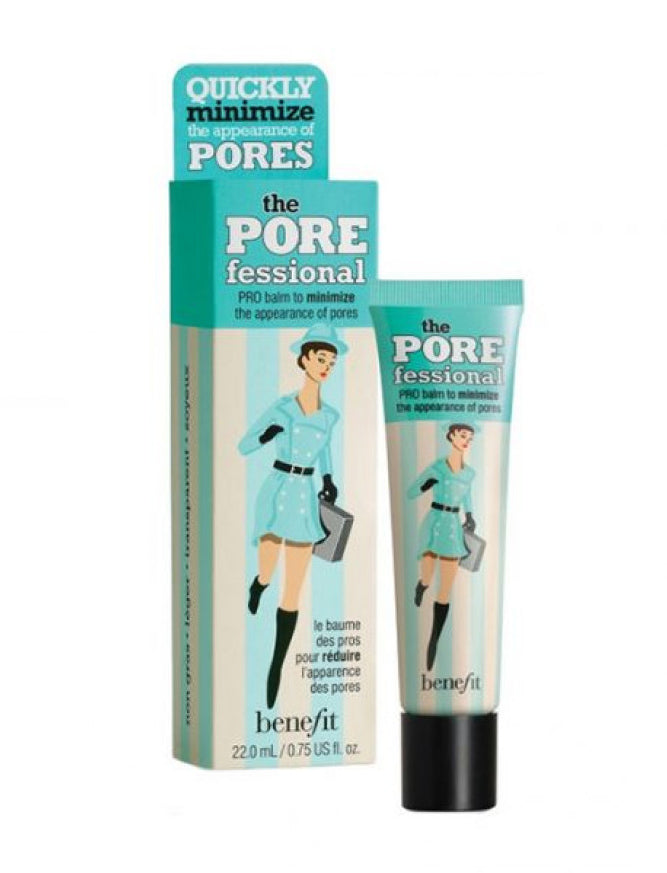 QUICKLY
minimize
the appearance of
PORES
the
PORE
fessional
PRO balm to minimize
the appearance of pores
le baume
des pros
pour réduire
l'apparence
des pores
benefit
22.0 mL / 0.75 US fl. oz.
non gras • léger • transparent • soyeux
the
PORE
fessional
PRO balm to minimize
the appearance of pores
benefit